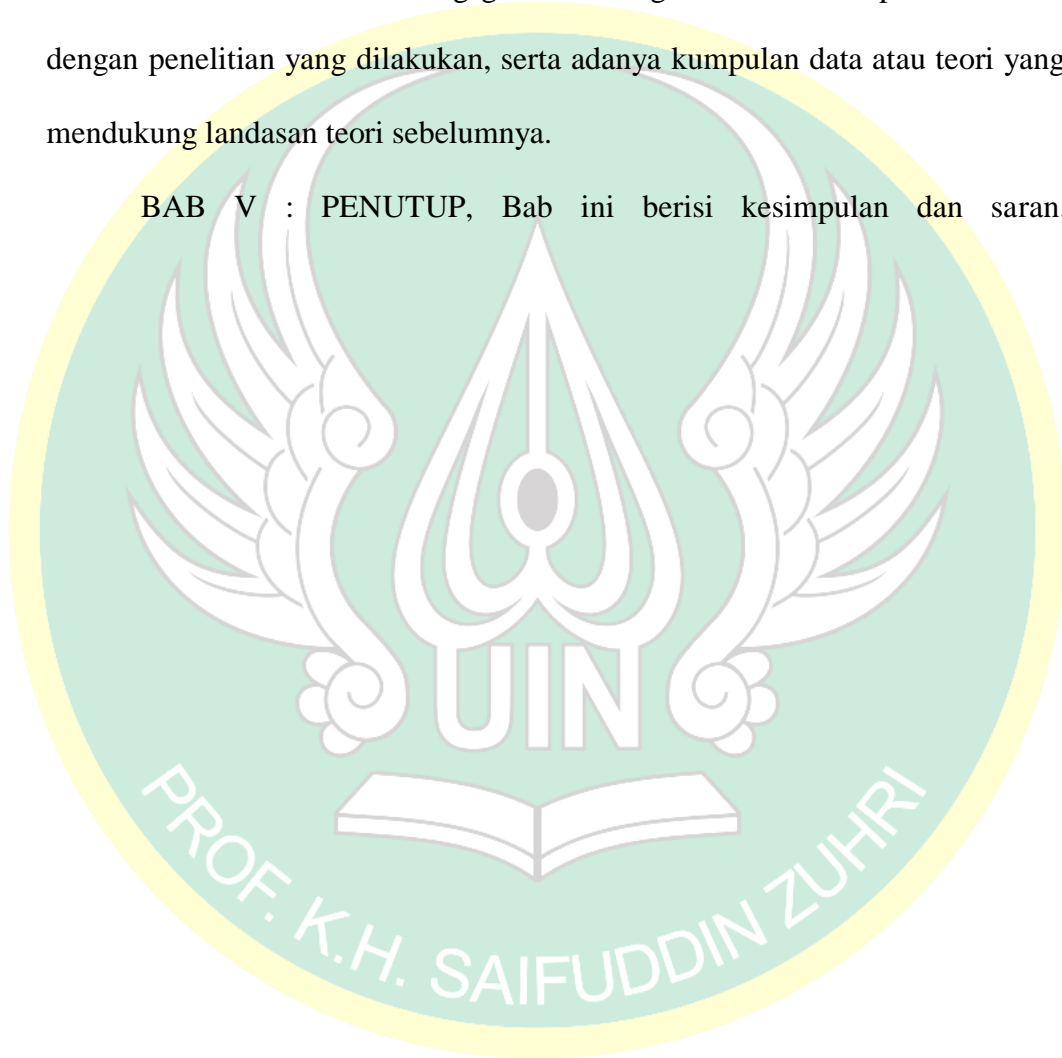 dengan penelitian yang dilakukan, serta adanya kumpulan data atau teori yang
mendukung landasan teori sebelumnya.
BAB V : PENUTUP, Bab ini berisi kesimpulan dan saran.
UIN
PROF. K.H. SAIFUDDIN ZUHRI